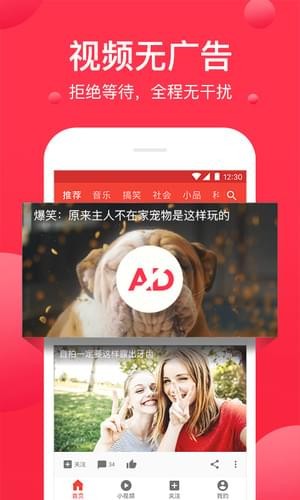 视频无广告
拒绝等待，全程无干扰
12:30
推荐 音乐 搞笑 社会 小品
爆笑：原来主人不在家宠物是这样玩的
AD
自拍一定要这样露出牙齿
关注 34
首页 小视频 关注 我的